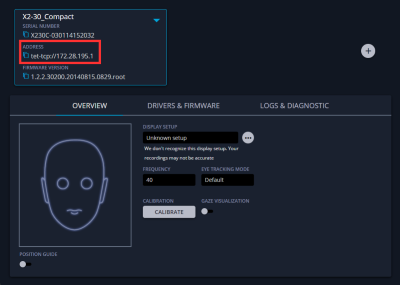 X2-30_Compact
SERIAL NUMBER
X230C-030114152032
ADDRESS
tet-tcp://172.28.195.1
FIRMWARE VERSION
1.2.2.30200.20140815.0829.root
OVERVIEW
DRIVERS & FIRMWARE
LOGS & DIAGNOSTIC
DISPLAY SETUP
Unknown setup
We don't recognise this display setup. Your
recordings may not be accurate
FREQUENCY
EYE TRACKING MODE
40
Default
CALIBRATION
GAZE VISUALIZATION
CALIBRATE
POSITION GUIDE